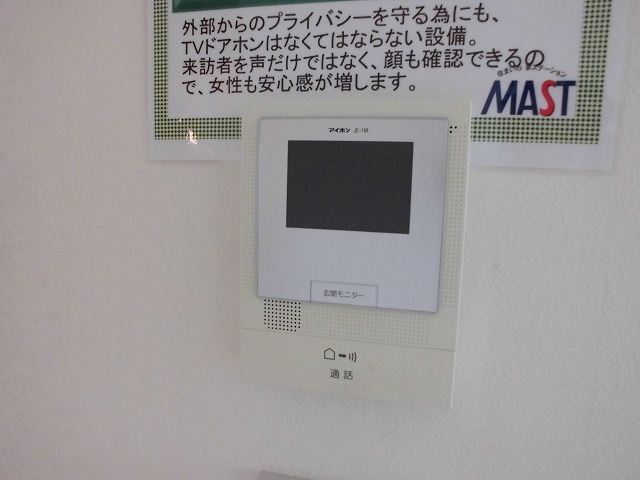 外部からのプライバシーを守る為にも、
TVドアホンはなくてはならない設備。
来訪者を声だけではなく、顔も確認できるの
で、女性も安心感が増します。
MAST
アイホン JE-1M
玄関モニター
通話